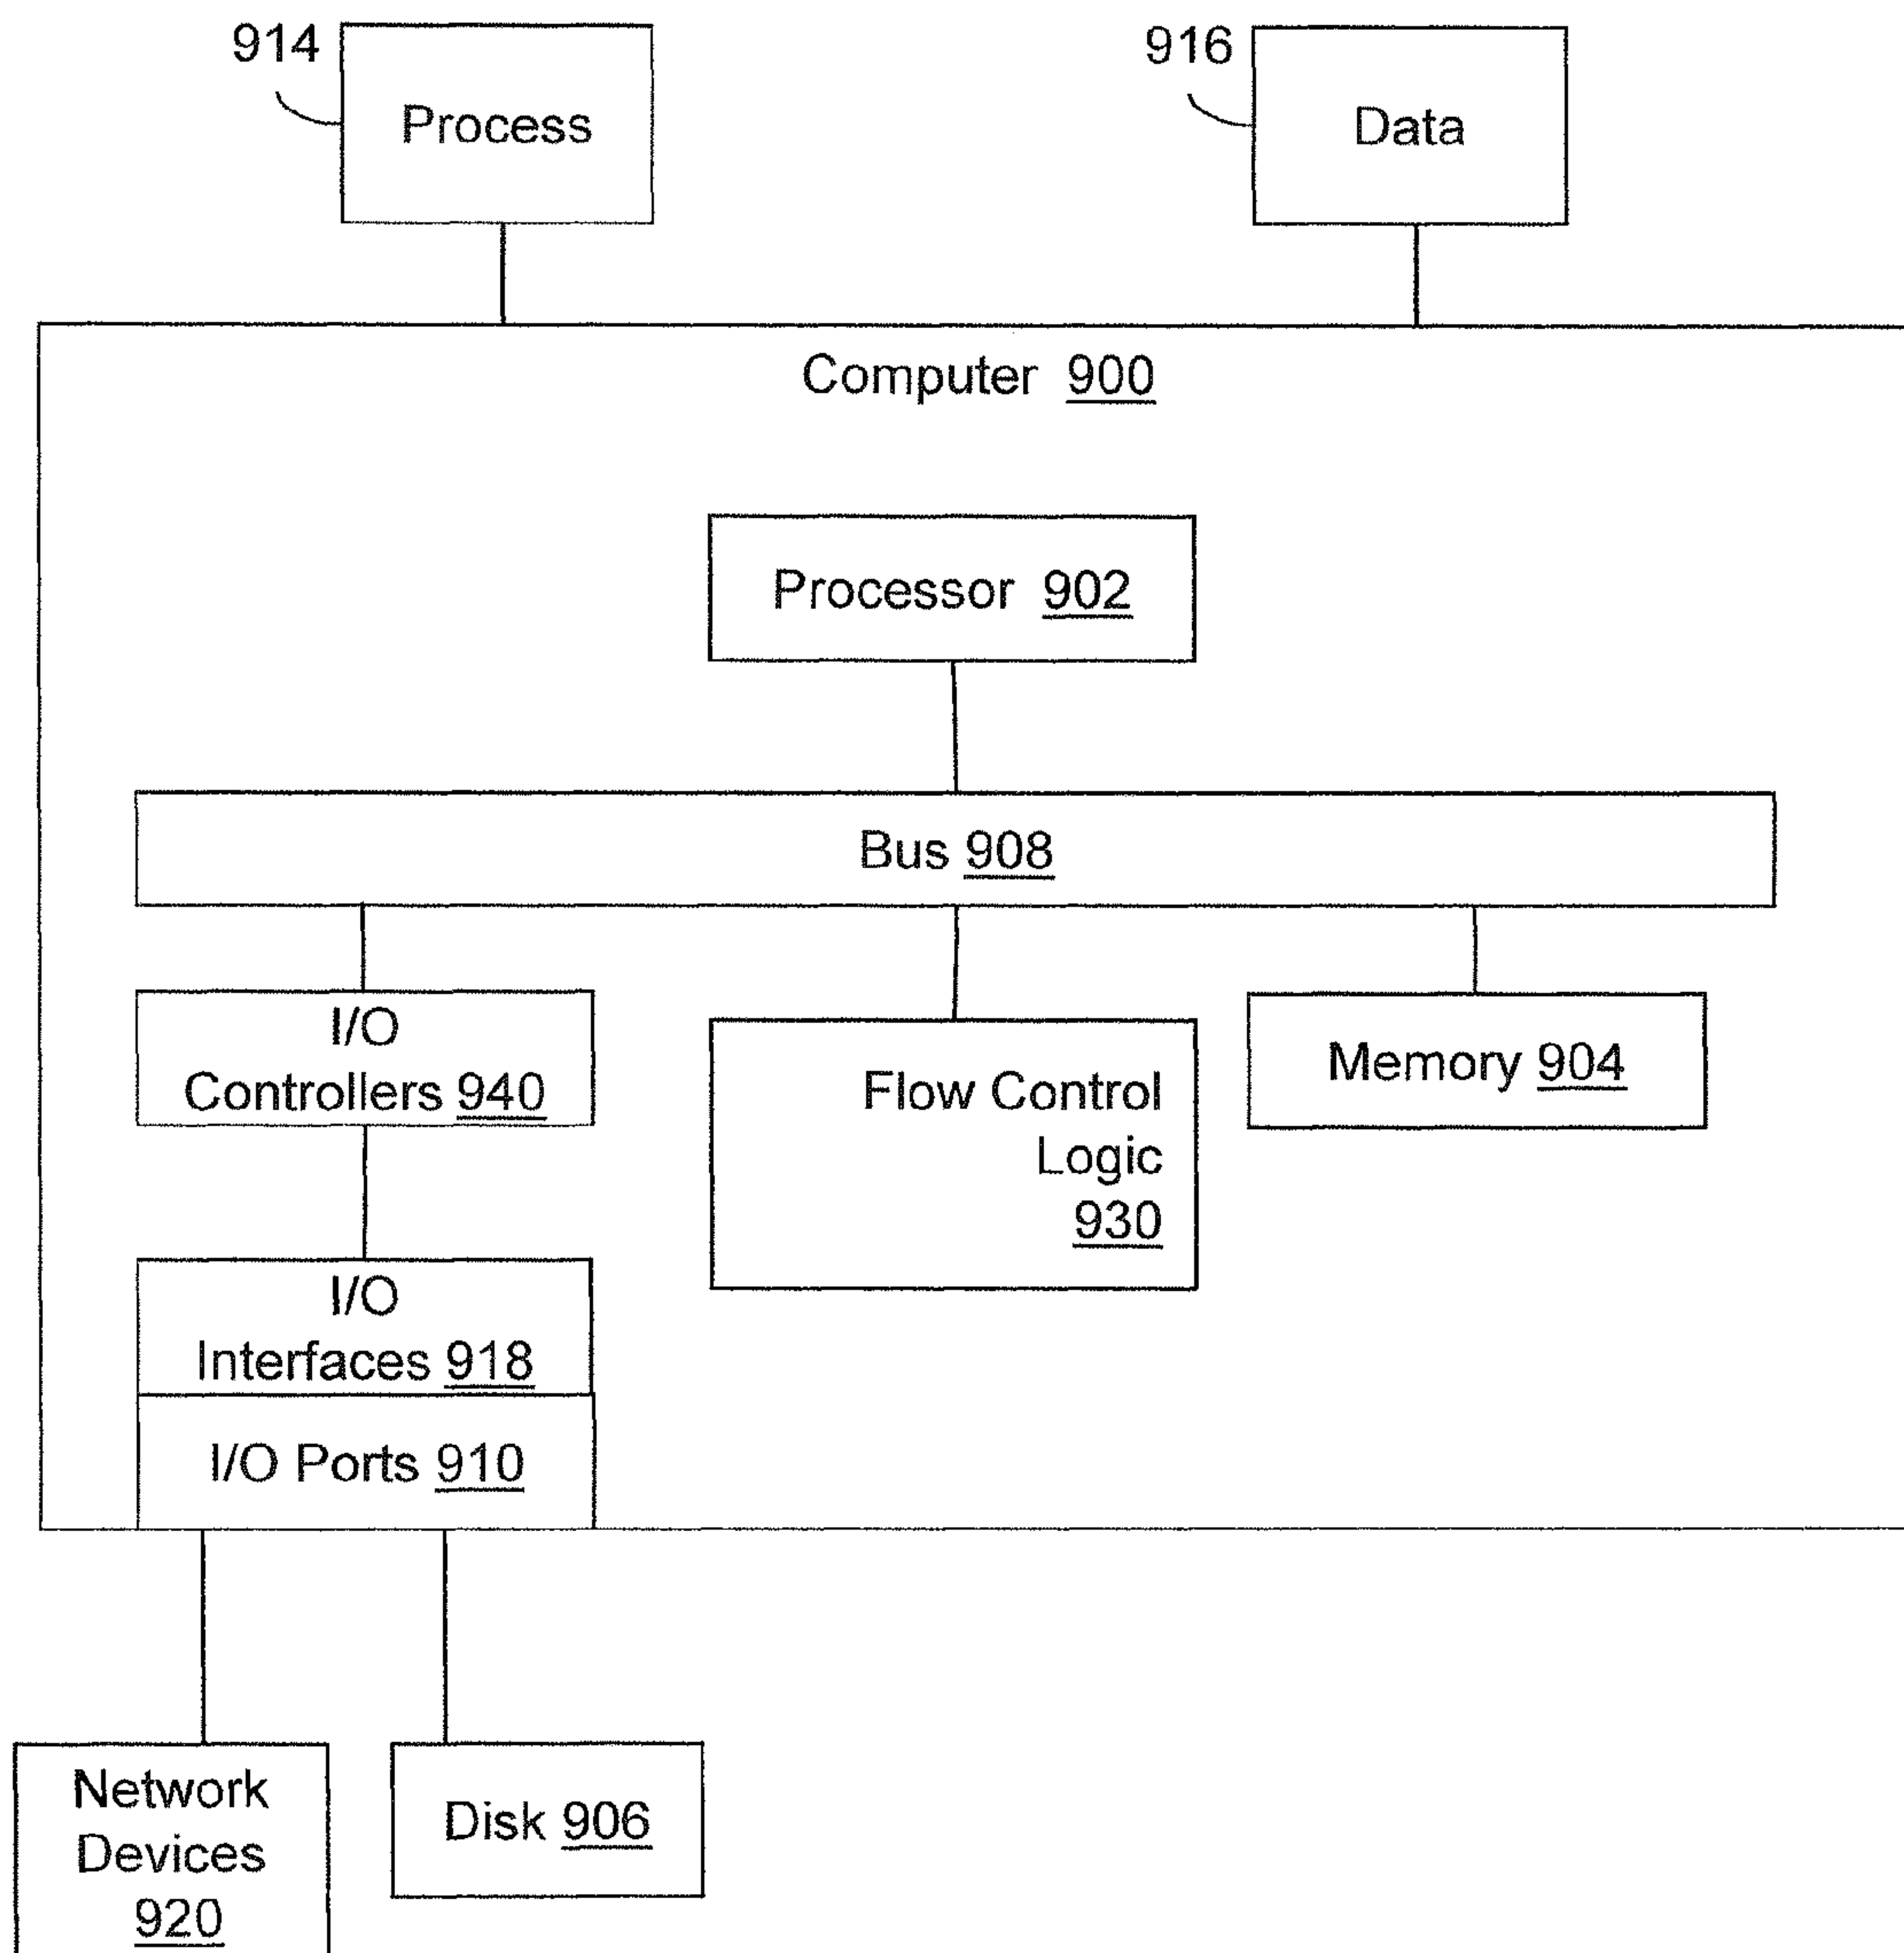 914
Process
916
Data
Computer 900
Processor 902
Bus 908
I/O
Controllers 940
Flow Control
Logic
930
Memory 904
I/O
Interfaces 918
I/O Ports 910
Network
Devices
920
Disk 906